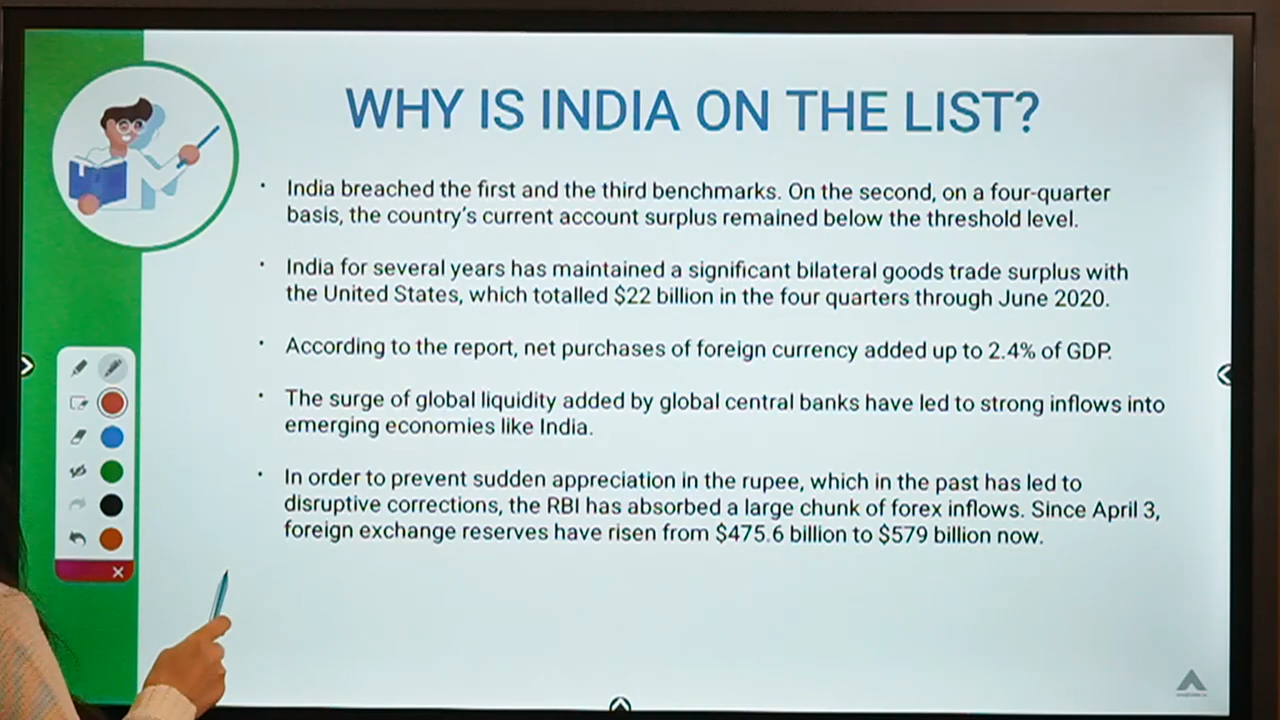 WHY IS INDIA ON THE LIST?
· India breached the first and the third benchmarks. On the second, on a four-quarter
basis, the country's current account surplus remained below the threshold level.
· India for several years has maintained a significant bilateral goods trade surplus with
the United States, which totalled $22 billion in the four quarters through June 2020.
· According to the report, net purchases of foreign currency added up to 2.4% of GDP.
· The surge of global liquidity added by global central banks have led to strong inflows into
emerging economies like India.
· In order to prevent sudden appreciation in the rupee, which in the past has led to
disruptive corrections, the RBI has absorbed a large chunk of forex inflows. Since April 3,
foreign exchange reserves have risen from $475.6 billion to $579 billion now.